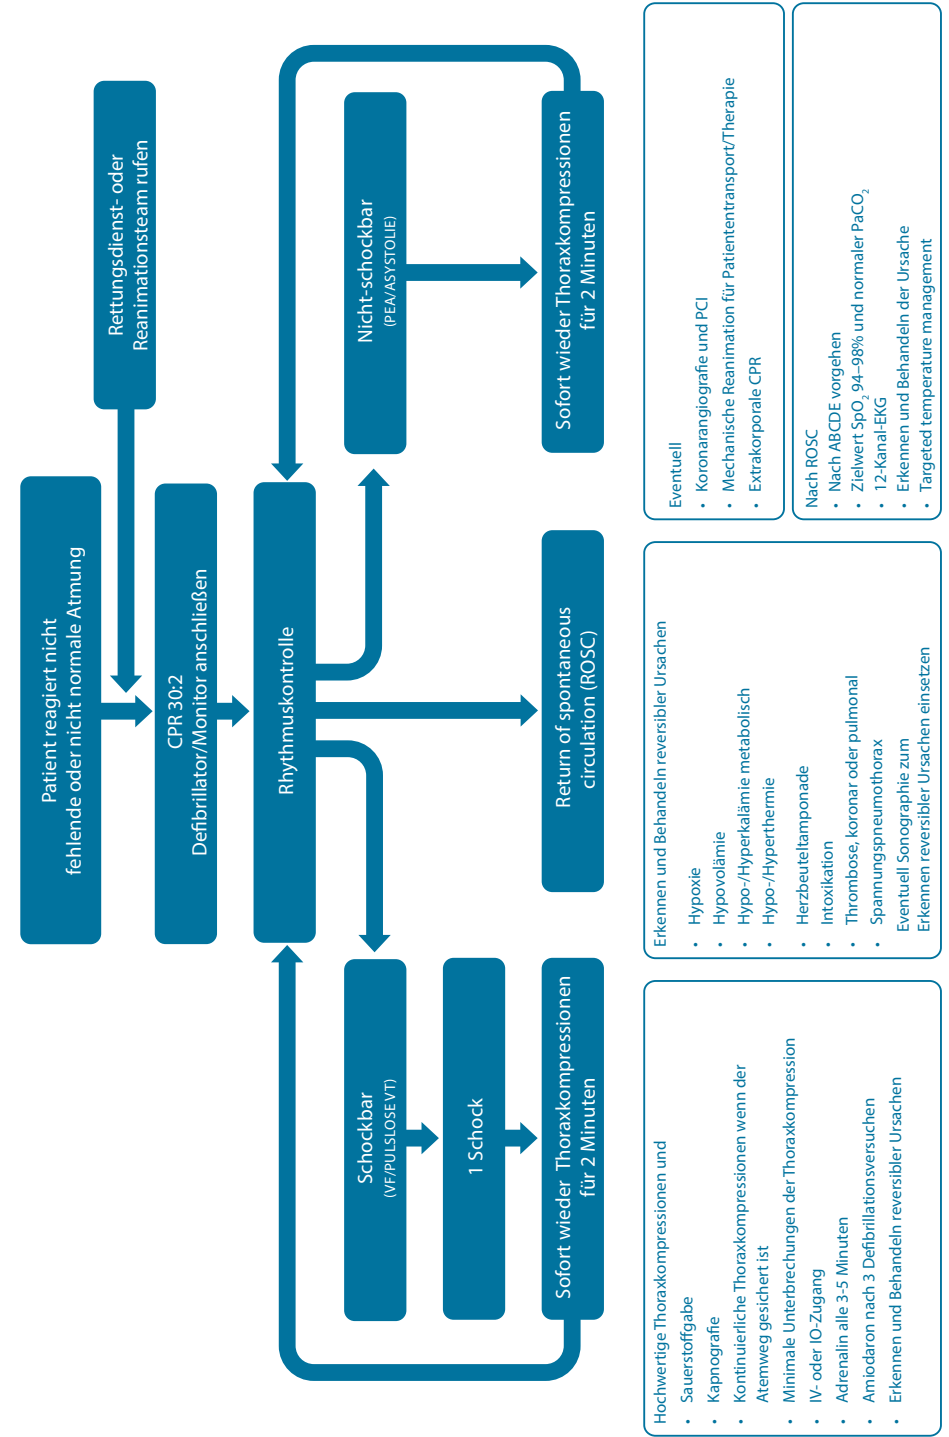 Patient reagiert nicht
fehlende oder nicht normale Atmung
Rettungsdienst- oder
Reanimationsteam rufen
CPR 30:2
Defibrillator/Monitor anschließen
Rhythmuskontrolle
Schockbar
(VF/PULSLOSE VT)
1 Schock
Sofort wieder Thoraxkompressionen
für 2 Minuten
Return of spontaneous
circulation (ROSC)
Nicht-schockbar
(PEA/ASYSTOLIE)
Sofort wieder Thoraxkompressionen
für 2 Minuten
Hochwertige Thoraxkompressionen und
• Sauerstoffgabe
• Kapnografie
• Kontinuierliche Thoraxkompressionen wenn der
Atemweg gesichert ist
• Minimale Unterbrechungen der Thoraxkompression
• IV- oder IO-Zugang
• Adrenalin alle 3-5 Minuten
• Amiodaron nach 3 Defibrillationsversuchen
• Erkennen und Behandeln reversibler Ursachen
Erkennen und Behandeln reversibler Ursachen
• Hypoxie
• Hypovolämie
• Hypo-/Hyperkalämie metabolisch
• Hypo-/Hyperthermie
• Herzbeuteltamponade
• Intoxikation
• Thrombose, koronar oder pulmonal
• Spannungspneumothorax
Eventuell Sonographie zum
Erkennen reversibler Ursachen einsetzen
Eventuell
• Koronarangiografie und PCI
• Mechanische Reanimation für Patiententransport/Therapie
• Extrakorporale CPR
Nach ROSC
• Nach ABCDE vorgehen
• Zielwert SpO₂ 94–98% und normaler PaCO₂
• 12-Kanal-EKG
• Erkennen und Behandeln der Ursache
• Targeted temperature management